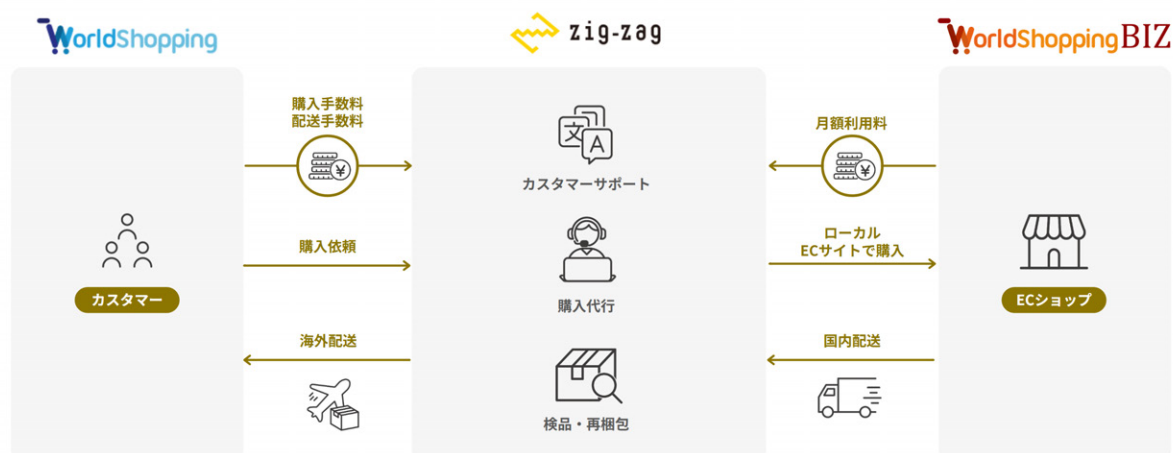 WorldShopping
zig-zag
WorldShoppingBIZ
購入手数料
配送手数料
月額利用料
文
A
カスタマーサポート
購入依頼
ローカル
ECサイトで購入
カスタマー
購入代行
ECショップ
海外配送
国内配送
検品・再梱包
¥
¥